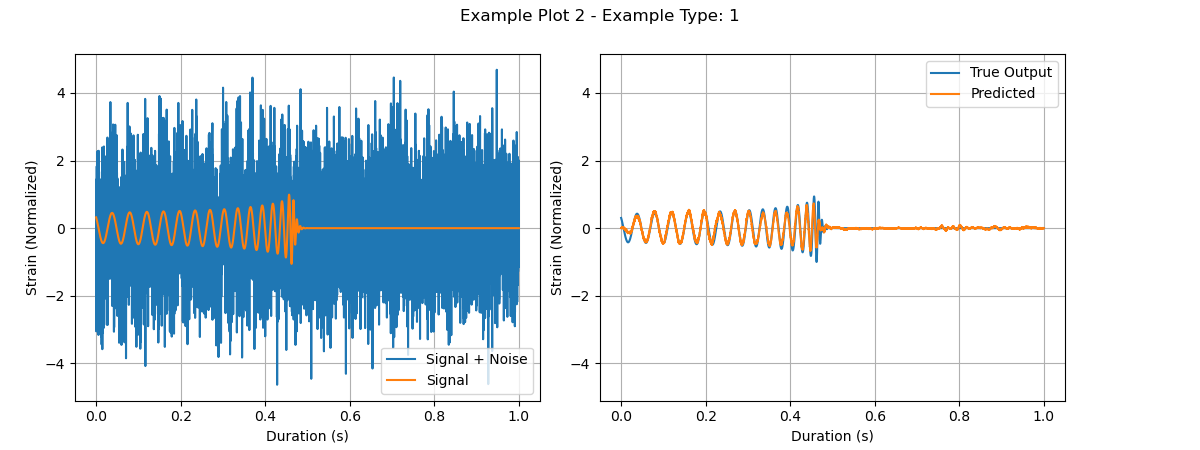 Example Plot 2 - Example Type: 1
Strain (Normalized)
4
2
0
−2
−4
0.0 0.2 0.4 0.6 0.8 1.0
Duration (s)
Signal + Noise
Signal
Strain (Normalized)
4
2
0
−2
−4
0.0 0.2 0.4 0.6 0.8 1.0
Duration (s)
True Output
Predicted